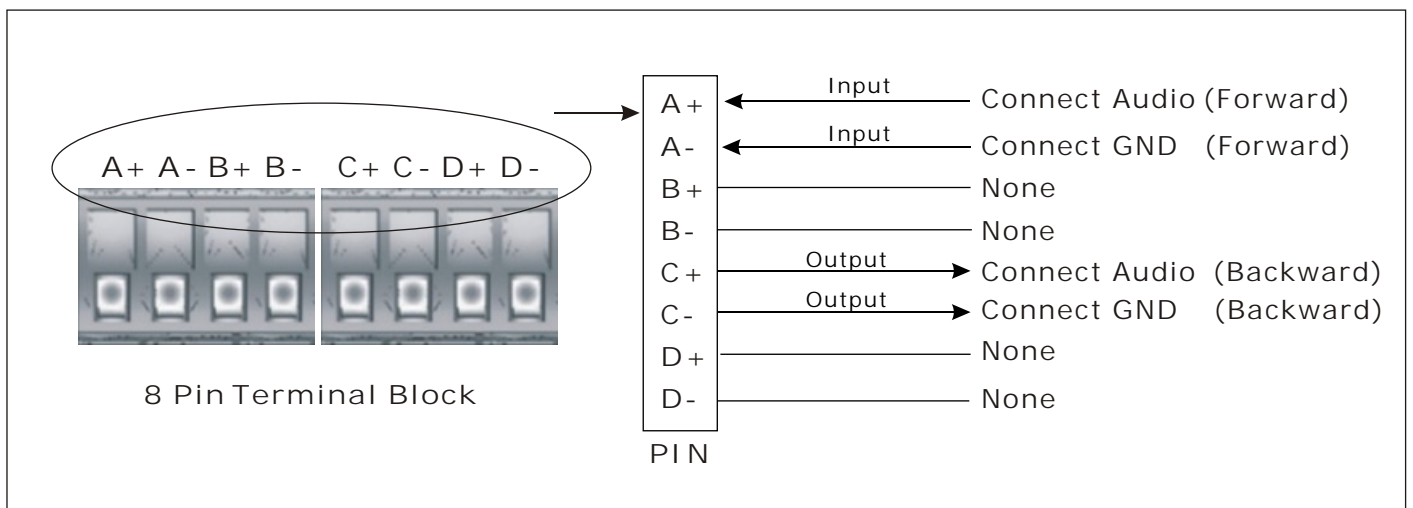 A+ A- B+ B- C+ C- D+ D-
8 Pin Terminal Block
A+ Input Connect Audio (Forward)
A- Input Connect GND (Forward)
B+ None
B- None
C+ Output Connect Audio (Backward)
C- Output Connect GND (Backward)
D+ None
D- None
PIN